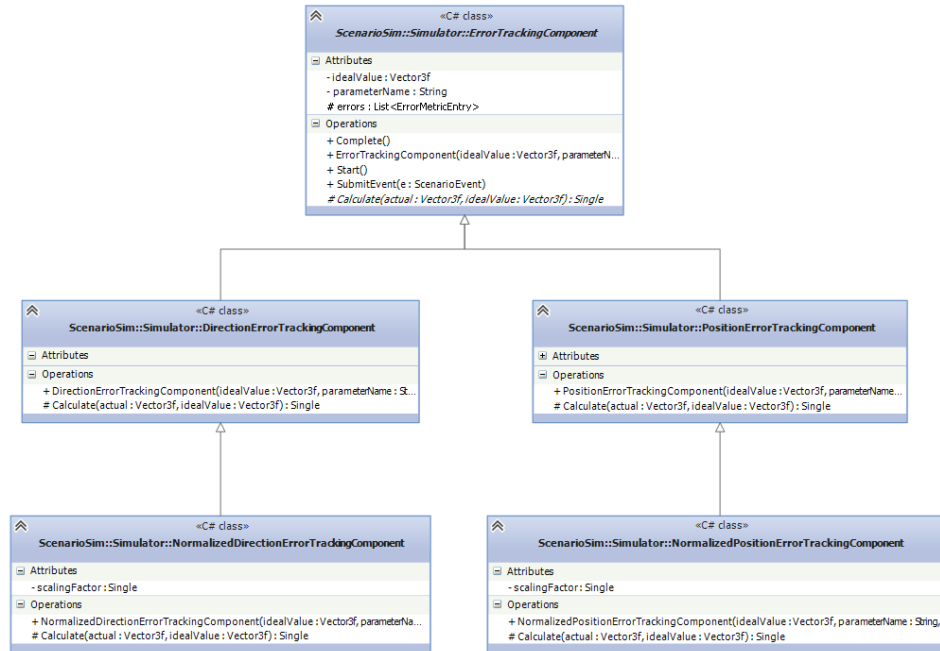 «C# class»
ScenarioSim::Simulator::ErrorTrackingComponent
Attributes
- idealValue : Vector3f
- parameterName : String
# errors : List<ErrorMetricEntry>
Operations
+ Complete()
+ ErrorTrackingComponent(idealValue : Vector3f, parameterN...
+ Start()
+ SubmitEvent(e : ScenarioEvent)
# Calculate(actual : Vector3f, idealValue : Vector3f) : Single
«C# class»
ScenarioSim::Simulator::DirectionErrorTrackingComponent
Attributes
Operations
+ DirectionErrorTrackingComponent(idealValue : Vector3f, parameterName : St...
# Calculate(actual : Vector3f, idealValue : Vector3f) : Single
«C# class»
ScenarioSim::Simulator::PositionErrorTrackingComponent
Attributes
Operations
+ PositionErrorTrackingComponent(idealValue : Vector3f, parameterName...
# Calculate(actual : Vector3f, idealValue : Vector3f) : Single
«C# class»
ScenarioSim::Simulator::NormalizedDirectionErrorTrackingComponent
Attributes
- scalingFactor : Single
Operations
+ NormalizedDirectionErrorTrackingComponent(idealValue : Vector3f, parameterNa...
# Calculate(actual : Vector3f, idealValue : Vector3f) : Single
«C# class»
ScenarioSim::Simulator::NormalizedPositionErrorTrackingComponent
Attributes
- scalingFactor : Single
Operations
+ NormalizedPositionErrorTrackingComponent(idealValue : Vector3f, parameterName : String,
# Calculate(actual : Vector3f, idealValue : Vector3f) : Single